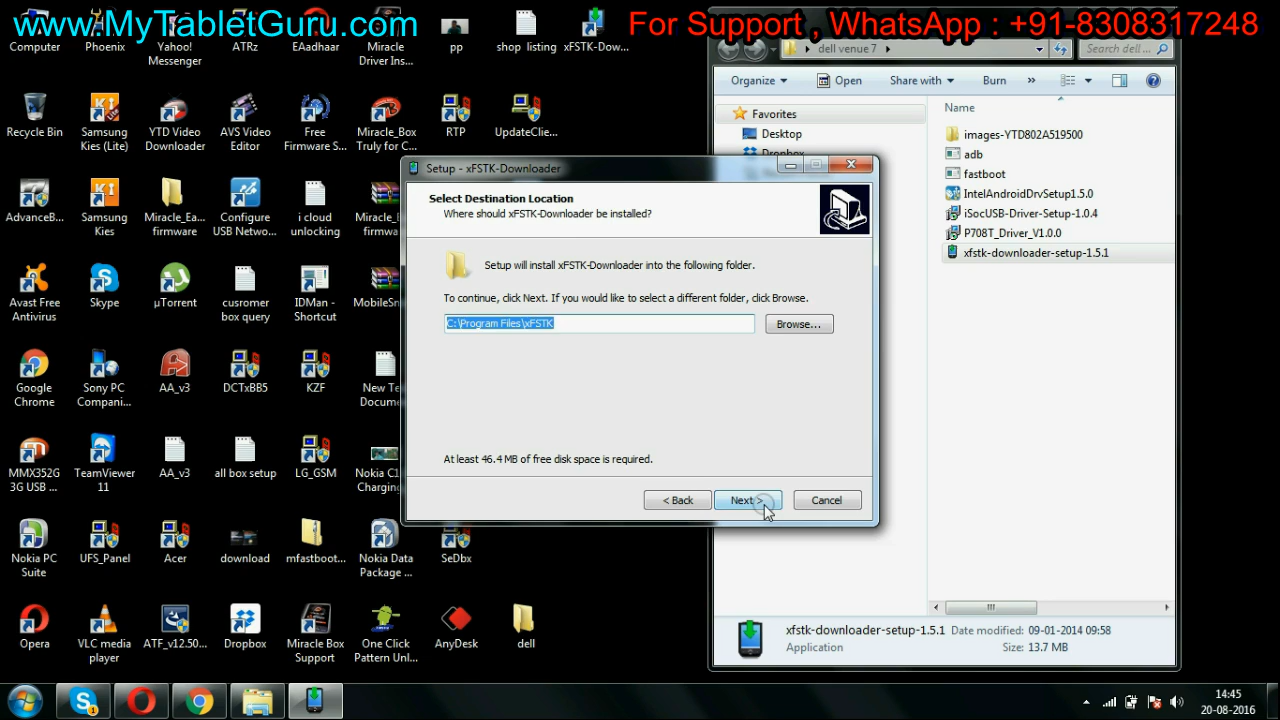 www.MyTabletGuru.com
For Support , WhatsApp : +91-8308317248
Computer
Phoenix
Yahoo!
Messenger
ATRz
EAadhaar
Miracle
Driver Ins...
pp
shop listing
xFSTK-Dow...
Recycle Bin
Samsung
Kies (Lite)
YTD Video
Downloader
AVS Video
Editor
Free
Firmware S...
Miracle_Box
Truly for C...
RTP
UpdateClie...
AdvanceB...
Samsung
Kies
Miracle_Ea...
firmware
Configure
USB Netwo...
i cloud
unlocking
Miracle_
firmwa
Avast Free
Antivirus
Skype
µTorrent
cusromer
box query
IDMan -
Shortcut
MobileSn
Google
Chrome
Sony PC
Compani...
AA_v3
DCTxBB5
KZF
New Te
Docume
MMX352G
3G USB ...
TeamViewer
11
AA_v3
all box setup
LG_GSM
Nokia C1
Charging
Nokia PC
Suite
UFS_Panel
Acer
download
mfastboot...
Nokia Data
Package ...
SeDbx
Opera
VLC media
player
ATF_v12.50...
Dropbox
Miracle Box
Support
One Click
Pattern Unl...
AnyDesk
dell
dell venue 7
Search dell ...
Organize
Open
Share with
Burn
»
Favorites
Desktop
Dropbox
Name
images-YTD802A519500
adb
fastboot
IntelAndroidDrvSetup1.5.0
iSocUSB-Driver-Setup-1.0.4
P708T_Driver_V1.0.0
xfstk-downloader-setup-1.5.1
Setup - xFSTK-Downloader
Select Destination Location
Where should xFSTK-Downloader be installed?
Setup will install xFSTK-Downloader into the following folder.
To continue, click Next. If you would like to select a different folder, click Browse.
C:\Program Files\xFSTK
Browse...
At least 46.4 MB of free disk space is required.
< Back
Next >
Cancel
xfstk-downloader-setup-1.5.1 Date modified: 09-01-2014 09:58
Application Size: 13.7 MB
14:45
20-08-2016